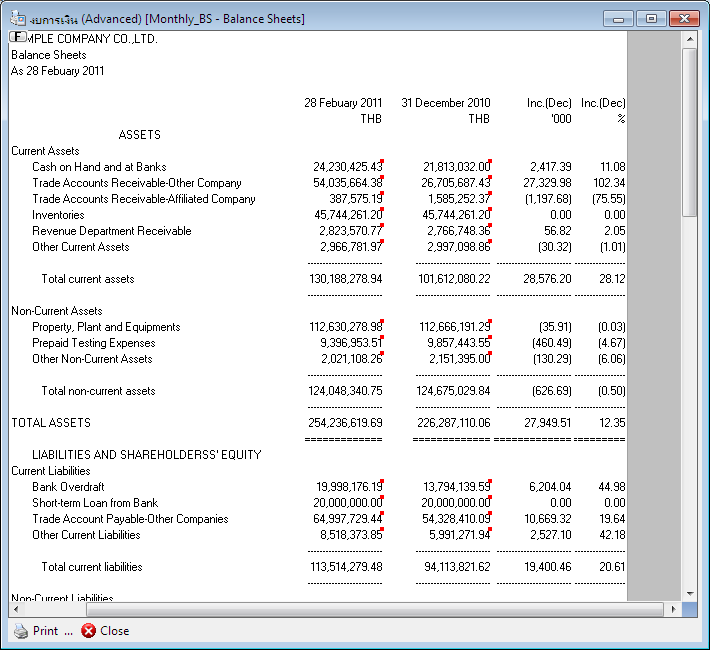 งบการเงิน (Advanced) [Monthly_BS - Balance Sheets]
F MPLE COMPANY CO.,LTD.
Balance Sheets
As 28 Febuary 2011
28 Febuary 2011 31 December 2010 Inc.(Dec) Inc.(Dec)
THB THB '000 %
ASSETS
Current Assets
Cash on Hand and at Banks 24,230,425.43 21,813,032.00 2,417.39 11.08
Trade Accounts Receivable-Other Company 54,035,664.38 26,705,687.43 27,329.98 102.34
Trade Accounts Receivable-Affiliated Company 387,575.19 1,585,252.37 (1,197.68) (75.55)
Inventories 45,744,261.20 45,744,261.20 0.00 0.00
Revenue Department Receivable 2,823,570.77 2,766,748.36 56.82 2.05
Other Current Assets 2,966,781.97 2,997,098.86 (30.32) (1.01)
Total current assets 130,188,278.94 101,612,080.22 28,576.20 28.12
Non-Current Assets
Property, Plant and Equipments 112,630,278.98 112,666,191.29 (35.91) (0.03)
Prepaid Testing Expenses 9,396,953.51 9,857,443.55 (460.49) (4.67)
Other Non-Current Assets 2,021,108.26 2,151,395.00 (130.29) (6.06)
Total non-current assets 124,048,340.75 124,675,029.84 (626.69) (0.50)
TOTAL ASSETS 254,236,619.69 226,287,110.06 27,949.51 12.35
LIABILITIES AND SHAREHOLDERSS' EQUITY
Current Liabilities
Bank Overdraft 19,998,176.19 13,794,139.59 6,204.04 44.98
Short-term Loan from Bank 20,000,000.00 20,000,000.00 0.00 0.00
Trade Account Payable-Other Companies 64,997,729.44 54,328,410.09 10,669.32 19.64
Other Current Liabilities 8,518,373.85 5,991,271.94 2,527.10 42.18
Total current liabilities 113,514,279.48 94,113,821.62 19,400.46 20.61
Non-Current Liabilities
Print ... Close